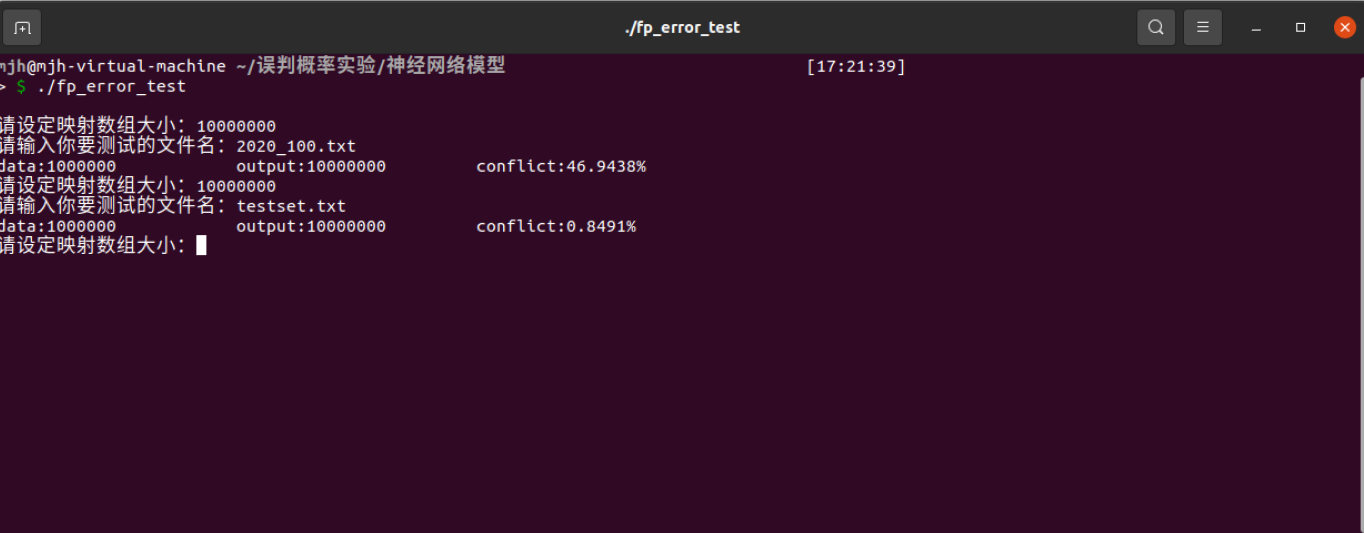 ./fp_error_test
mjh@mjh-virtual-machine ~/误判概率实验/神经网络模型 [17:21:39]
> $ ./fp_error_test
请设定映射数组大小：10000000
请输入你要测试的文件名：2020_100.txt
data:1000000 output:10000000 conflict:46.9438%
请设定映射数组大小：10000000
请输入你要测试的文件名：testset.txt
data:1000000 output:10000000 conflict:0.8491%
请设定映射数组大小：